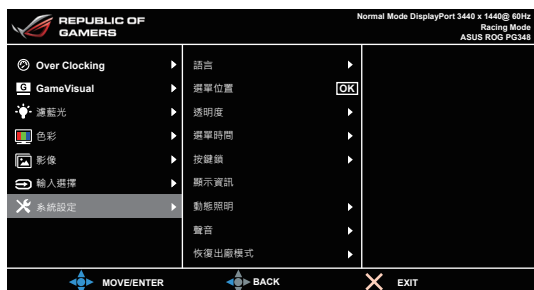 REPUBLIC OF
GAMERS
Normal Mode DisplayPort 3440 x 1440@ 60Hz
Racing Mode
ASUS ROG PG348
Over Clocking
GameVisual
濾藍光
色彩
影像
輸入選擇
系統設定
語言
選單位置
OK
透明度
選單時間
按鍵鎖
顯示資訊
動態照明
聲音
恢復出廠模式
MOVE/ENTER
BACK
EXIT